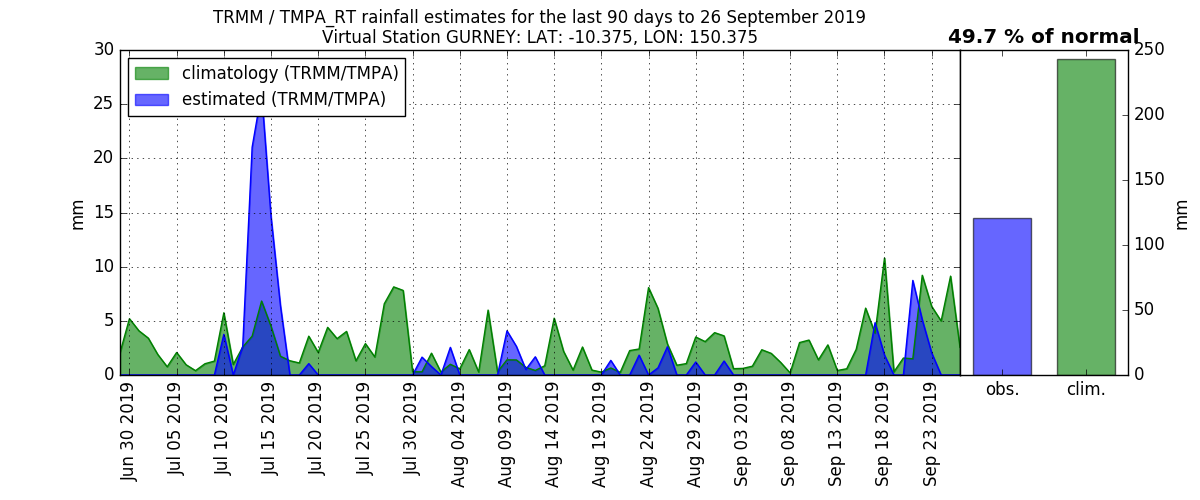 TRMM / TMPA_RT rainfall estimates for the last 90 days to 26 September 2019
Virtual Station GURNEY: LAT: -10.375, LON: 150.375
49.7 % of normal
climatology (TRMM/TMPA)
estimated (TRMM/TMPA)
30
25
20
15
10
5
0
mm
250
200
150
100
50
0
mm
Jun 30 2019
Jul 05 2019
Jul 10 2019
Jul 15 2019
Jul 20 2019
Jul 25 2019
Jul 30 2019
Aug 04 2019
Aug 09 2019
Aug 14 2019
Aug 19 2019
Aug 24 2019
Aug 29 2019
Sep 03 2019
Sep 08 2019
Sep 13 2019
Sep 18 2019
Sep 23 2019
obs.
clim.